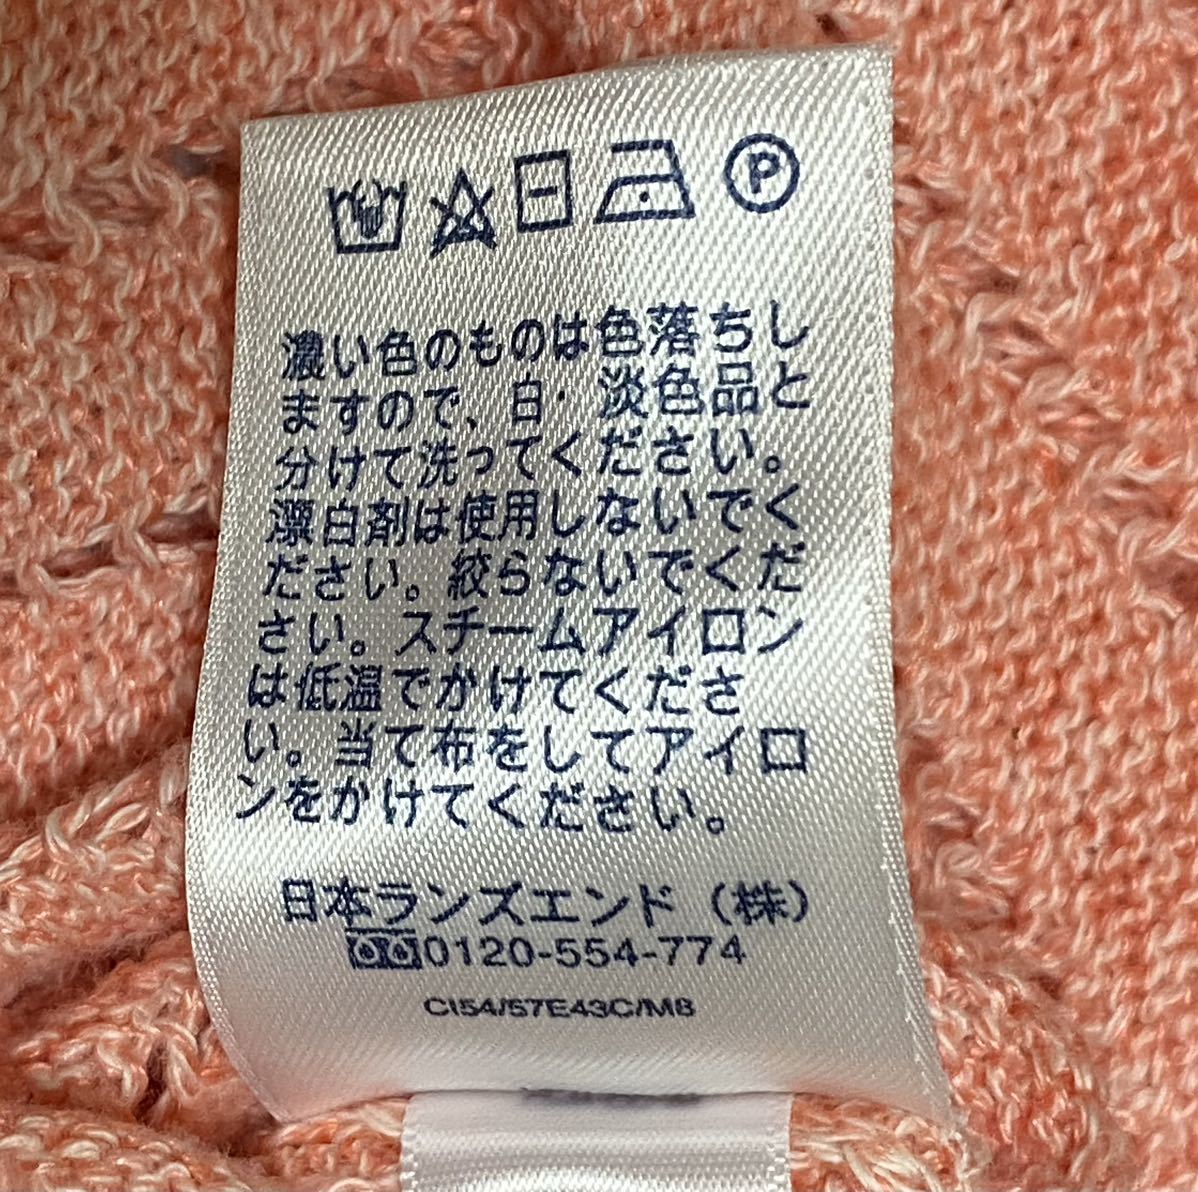 P
濃い色のものは色落ちし
ますので、白・淡色品と
分けて洗ってください。
漂白剤は使用しないでく
ださい。絞らないでくだ
さい。スチームアイロン
は低温でかけてくださ
い。当て布をしてアイロ
ンをかけてください。
日本ランズエンド（株）
0120-554-774
CI54/57E43C/M8